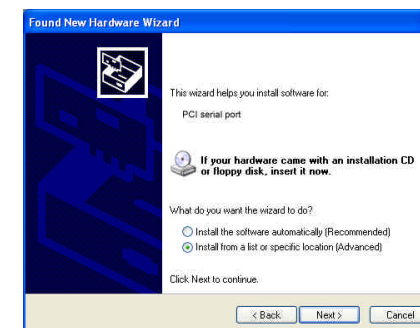 Found New Hardware Wizard
This wizard helps you install software for:
PCI serial port
If your hardware came with an installation CD
or floppy disk, insert it now.
What do you want the wizard to do?
Install the software automatically (Recommended)
Install from a list or specific location (Advanced)
Click Next to continue.
< Back Next > Cancel